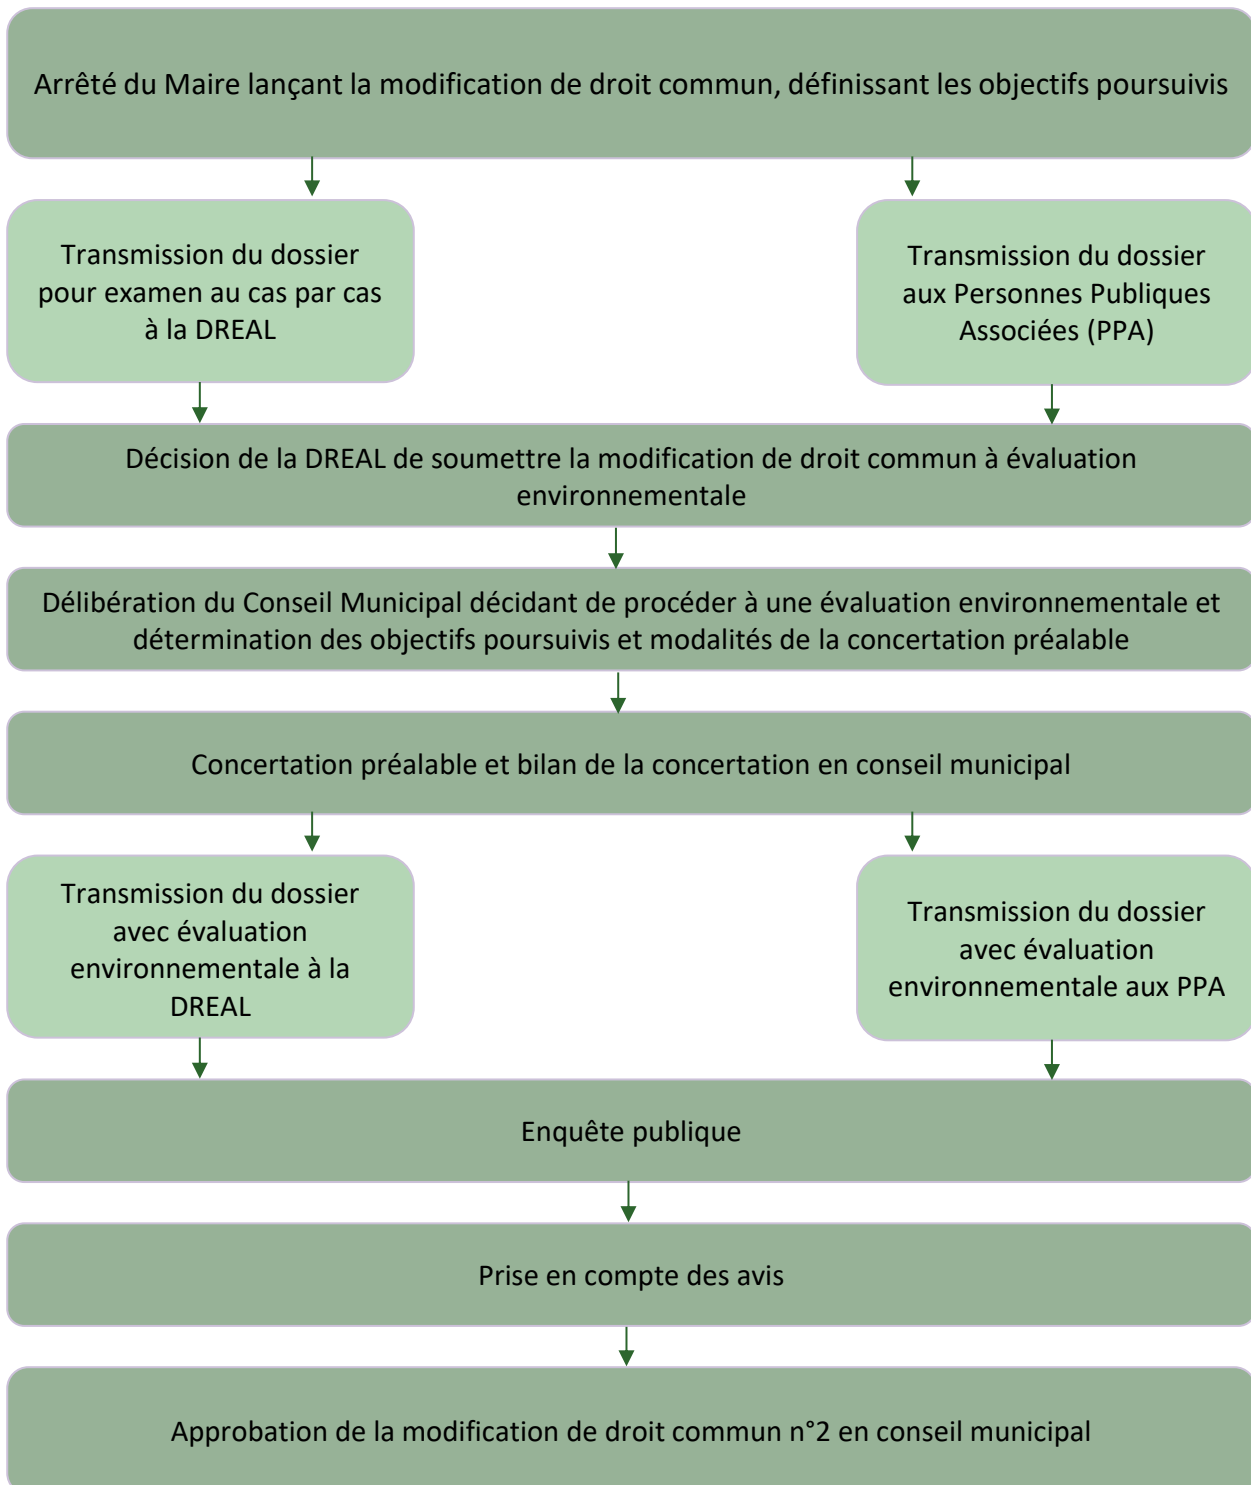 Arrêté du Maire lançant la modification de droit commun, définissant les objectifs poursuivis
Transmission du dossier
pour examen au cas par cas
à la DREAL
Transmission du dossier
aux Personnes Publiques
Associées (PPA)
Décision de la DREAL de soumettre la modification de droit commun à évaluation
environnementale
Délibération du Conseil Municipal décidant de procéder à une évaluation environnementale et
détermination des objectifs poursuivis et modalités de la concertation préalable
Concertation préalable et bilan de la concertation en conseil municipal
Transmission du dossier
avec évaluation
environnementale à la
DREAL
Transmission du dossier
avec évaluation
environnementale aux PPA
Enquête publique
Prise en compte des avis
Approbation de la modification de droit commun n°2 en conseil municipal